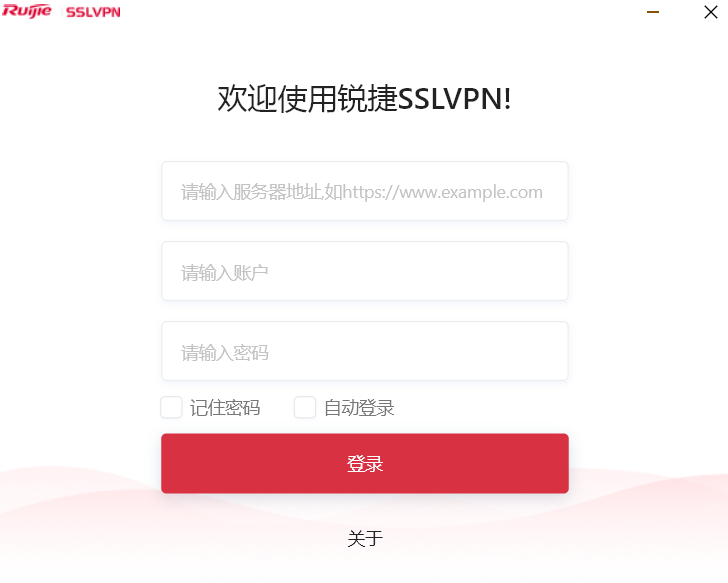 Ruijie SSLVPN
欢迎使用锐捷SSLVPN!
请输入服务器地址,如https://www.example.com
请输入账户
请输入密码
记住密码 自动登录
登录
关于